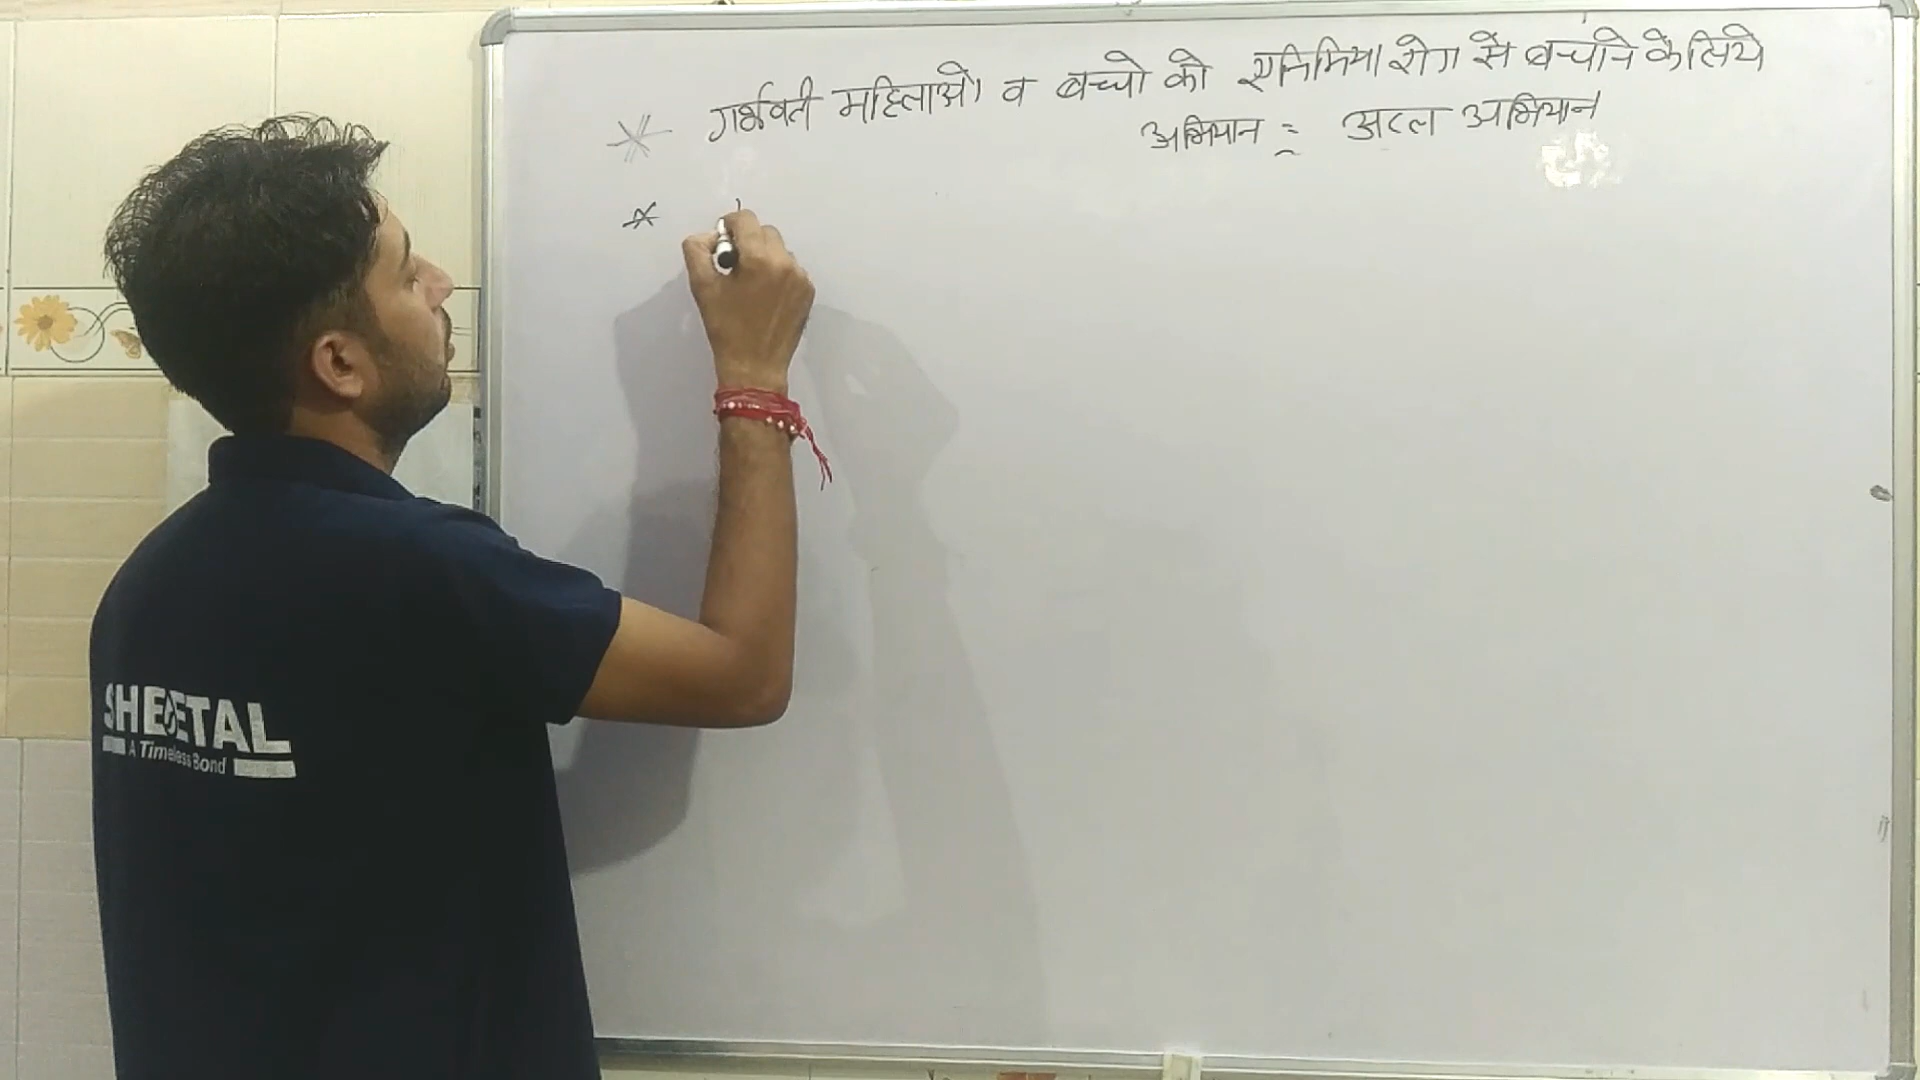 * गर्भवती महिलाओं व बच्चो को एनिमिया रोग से बचाने के लिये
अभियान = अटल अभियान
*
SHEETAL
A Timeless Bond